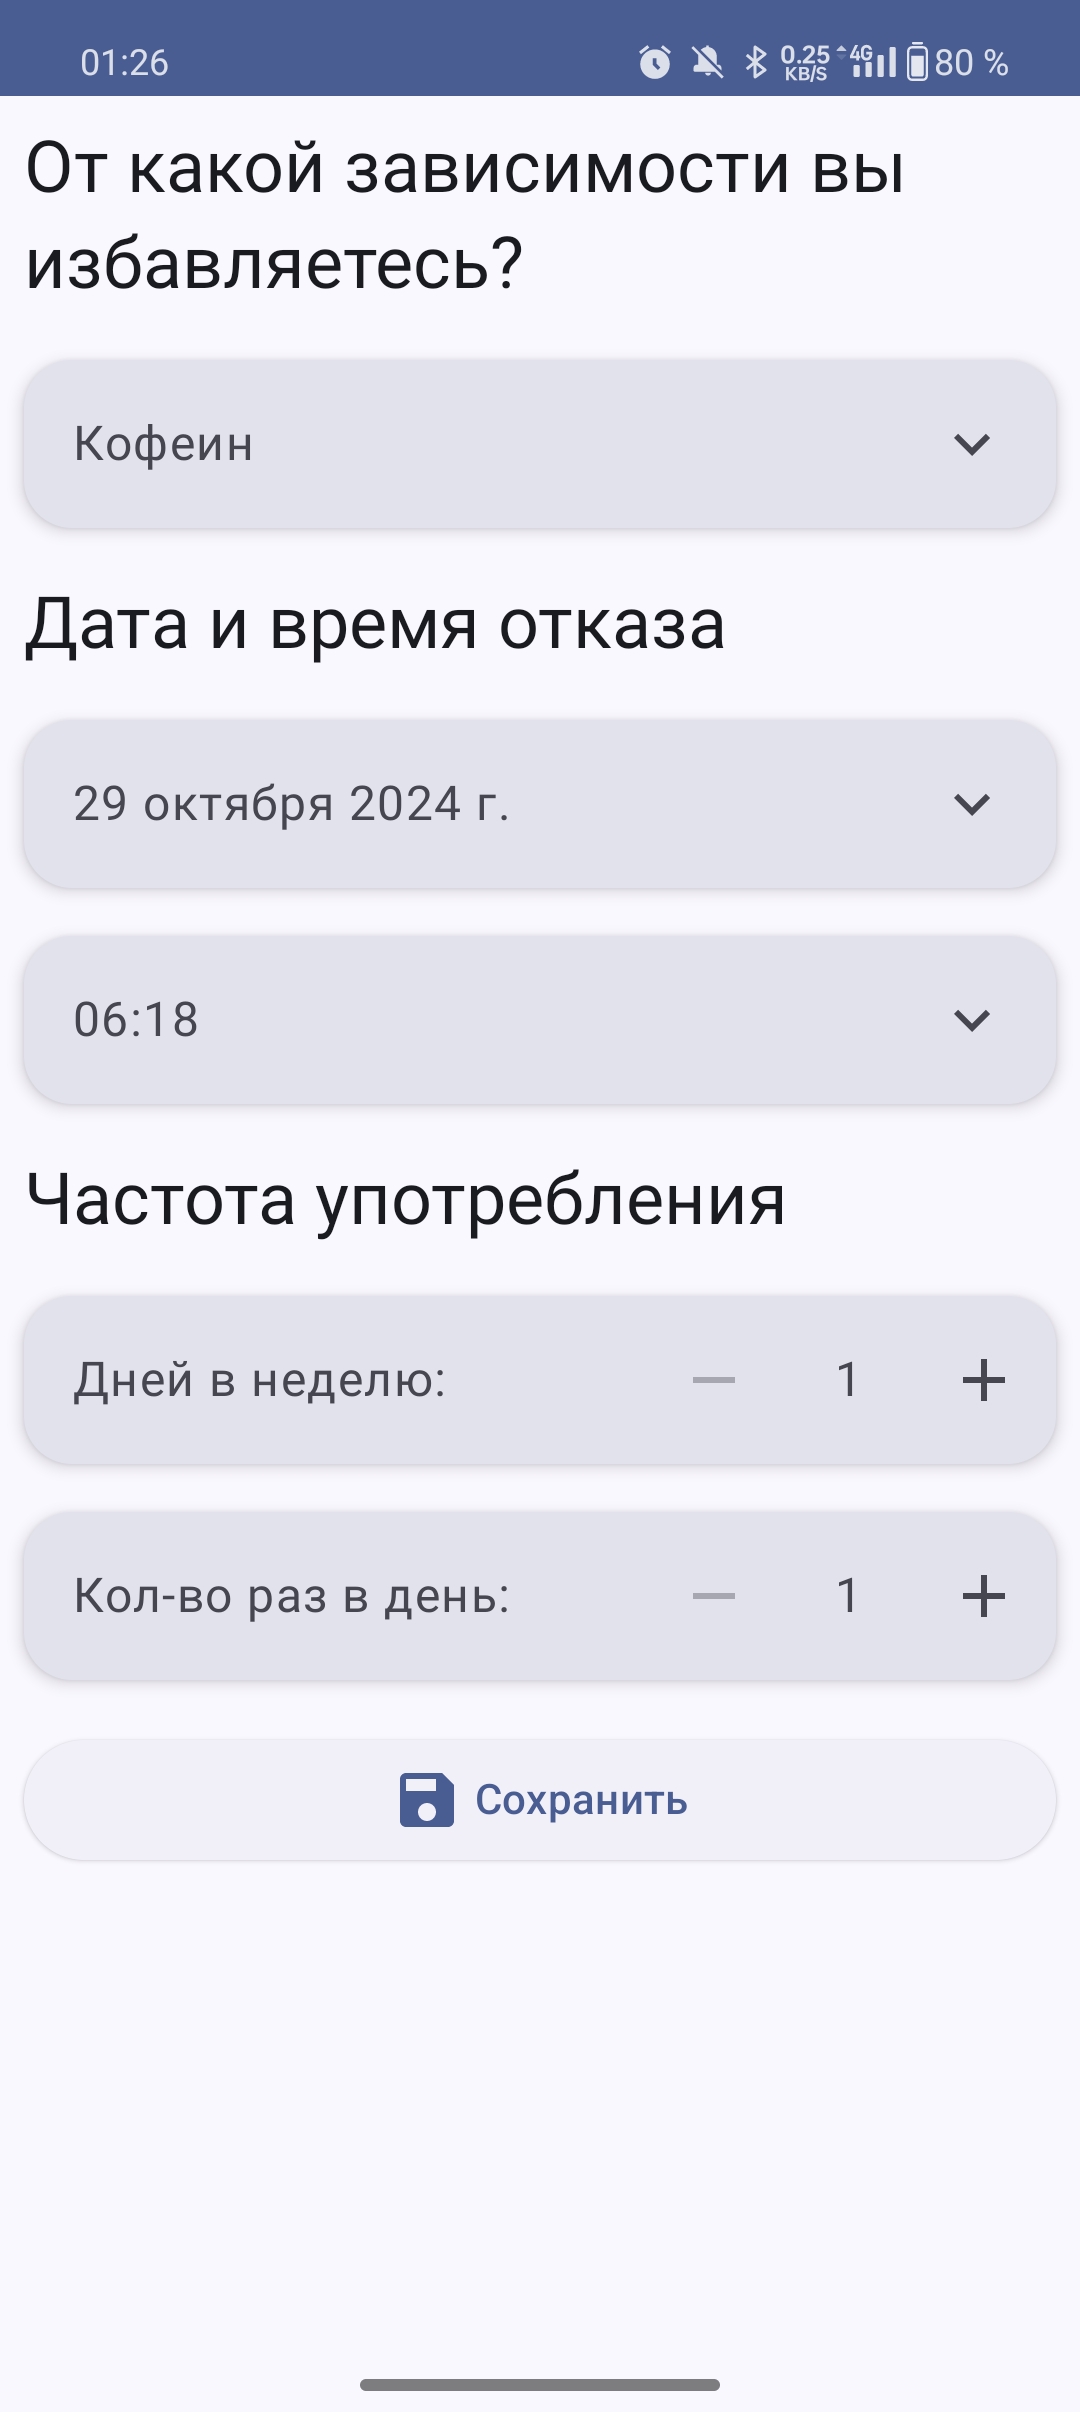 01:26
0.25 KB/S 4G 80 %
От какой зависимости вы
избавляетесь?
Кофеин
Дата и время отказа
29 октября 2024 г.
06:18
Частота употребления
Дней в неделю: — 1 +
Кол-во раз в день: — 1 +
Сохранить